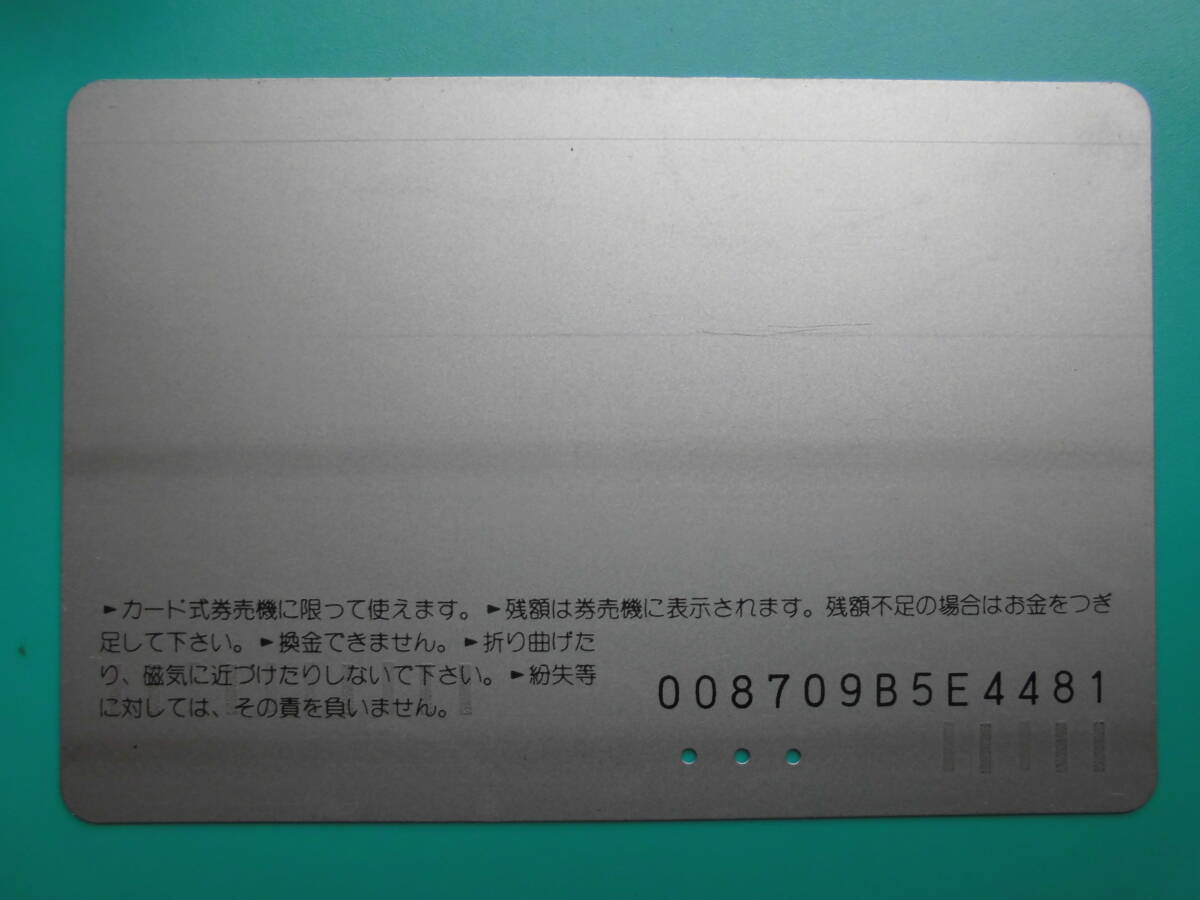 ►カード式券売機に限って使えます。►残額は券売機に表示されます。残額不足の場合はお金をつぎ
足して下さい。►換金できません。►折り曲げた
り、磁気に近づけたりしないで下さい。►紛失等
に対しては、その責を負いません。
008709B5E4481